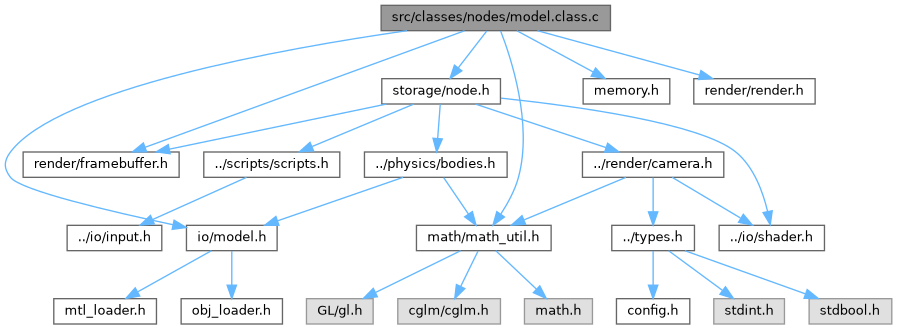 src/classes/nodes/model.class.c
storage/node.h
memory.h
render/render.h
render/framebuffer.h
../scripts/scripts.h
../physics/bodies.h
../render/camera.h
../io/input.h
io/model.h
math/math_util.h
../types.h
../io/shader.h
mtl_loader.h
obj_loader.h
GL/gl.h
cglm/cglm.h
math.h
config.h
stdint.h
stdbool.h